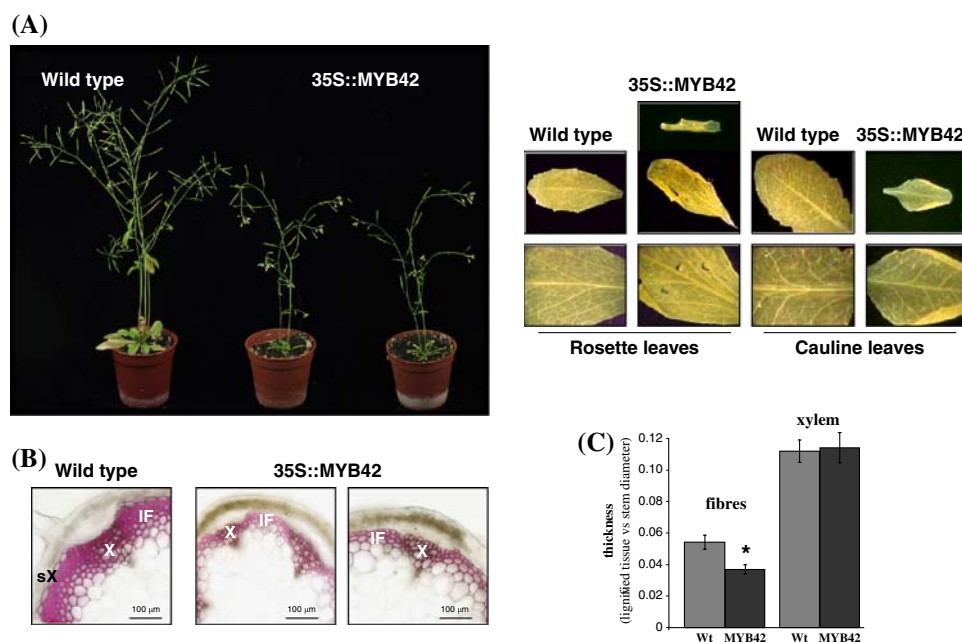 (A)
Wild type
35S::MYB42
35S::MYB42
Wild type
Wild type
35S::MYB42
Rosette leaves
Cauline leaves
(B)
Wild type
35S::MYB42
IF
X
sX
100 µm
IF
X
100 µm
IF
X
100 µm
(C)
xylem
fibres
*
thickness
(lignified tissue vs stem diameter)
0.12
0.10
0.08
0.06
0.04
0.02
0
Wt
MYB42
Wt
MYB42